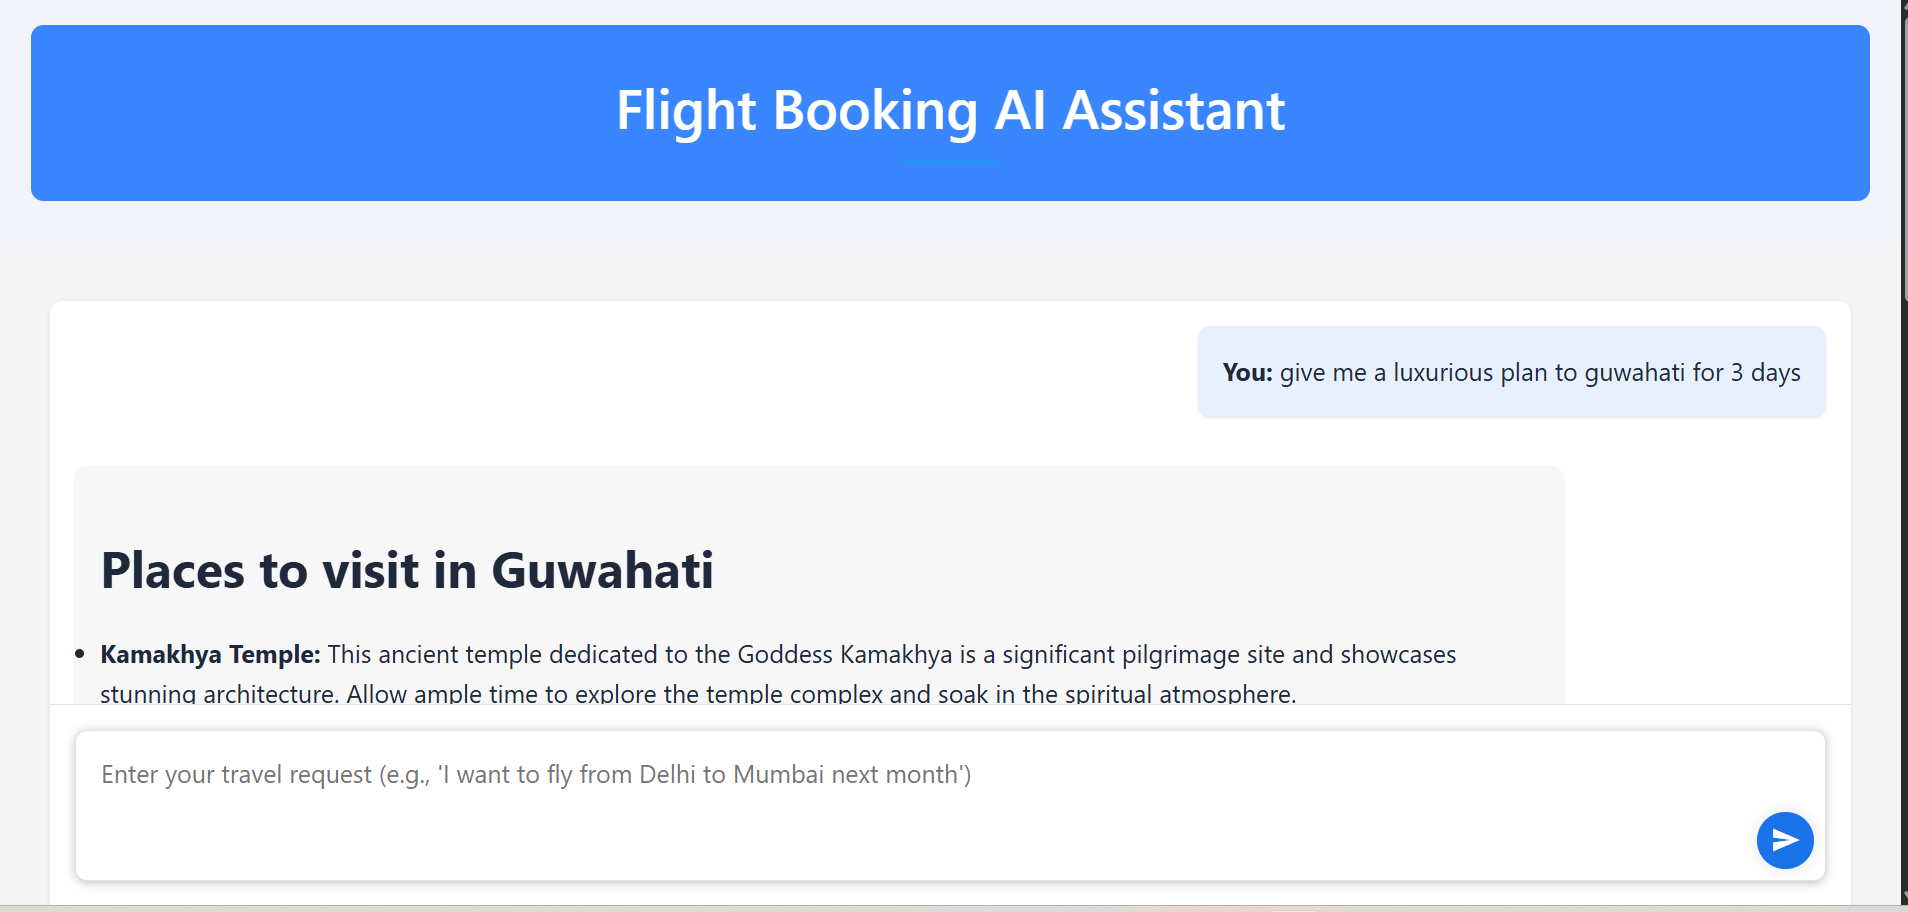 Flight Booking AI Assistant
You: give me a luxurious plan to guwahati for 3 days
Places to visit in Guwahati
• Kamakhya Temple: This ancient temple dedicated to the Goddess Kamakhya is a significant pilgrimage site and showcases
stunning architecture. Allow ample time to explore the temple complex and soak in the spiritual atmosphere.
Enter your travel request (e.g., 'I want to fly from Delhi to Mumbai next month')